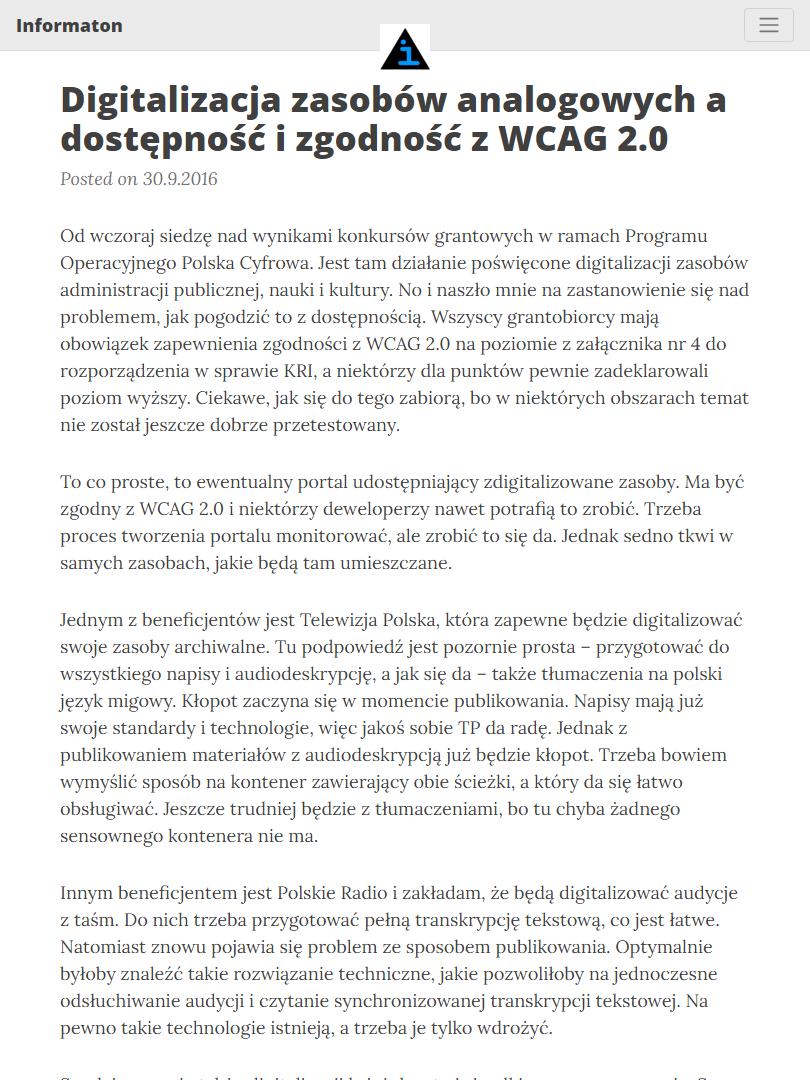 Informaton
Digitalizacja zasobów analogowych a
dostępność i zgodność z WCAG 2.0
Posted on 30.9.2016
Od wczoraj siedzę nad wynikami konkursów grantowych w ramach Programu
Operacyjnego Polska Cyfrowa. Jest tam działanie poświęcone digitalizacji zasobów
administracji publicznej, nauki i kultury. No i naszło mnie na zastanowienie się nad
problemem, jak pogodzić to z dostępnością. Wszyscy grantobiorcy mają
obowiązek zapewnienia zgodności z WCAG 2.0 na poziomie z załącznika nr 4 do
rozporządzenia w sprawie KRI, a niektórzy dla punktów pewnie zadeklarowali
poziom wyższy. Ciekawe, jak się do tego zabiorą, bo w niektórych obszarach temat
nie został jeszcze dobrze przetestowany.
To co proste, to ewentualny portal udostępniający zdigitalizowane zasoby. Ma być
zgodny z WCAG 2.0 i niektórzy deweloperzy nawet potrafią to zrobić. Trzeba
proces tworzenia portalu monitorować, ale zrobić to się da. Jednak sedno tkwi w
samych zasobach, jakie będą tam umieszczane.
Jednym z beneficjentów jest Telewizja Polska, która zapewne będzie digitalizować
swoje zasoby archiwalne. Tu podpowiedź jest pozornie prosta – przygotować do
wszystkiego napisy i audiodeskrypcję, a jak się da – także tłumaczenia na polski
język migowy. Kłopot zaczyna się w momencie publikowania. Napisy mają już
swoje standardy i technologie, więc jakoś sobie TP da radę. Jednak z
publikowaniem materiałów z audiodeskrypcją już będzie kłopot. Trzeba bowiem
wymyślić sposób na kontener zawierający obie ścieżki, a który da się łatwo
obsługiwać. Jeszcze trudniej będzie z tłumaczeniami, bo tu chyba żadnego
sensownego kontenera nie ma.
Innym beneficjentem jest Polskie Radio i zakładam, że będą digitalizować audycje
z taśm. Do nich trzeba przygotować pełną transkrypcję tekstową, co jest łatwe.
Natomiast znowu pojawia się problem ze sposobem publikowania. Optymalnie
byłoby znaleźć takie rozwiązanie techniczne, jakie pozwoliłoby na jednoczesne
odsłuchiwanie audycji i czytanie synchronizowanej transkrypcji tekstowej. Na
pewno takie technologie istnieją, a trzeba je tylko wdrożyć.